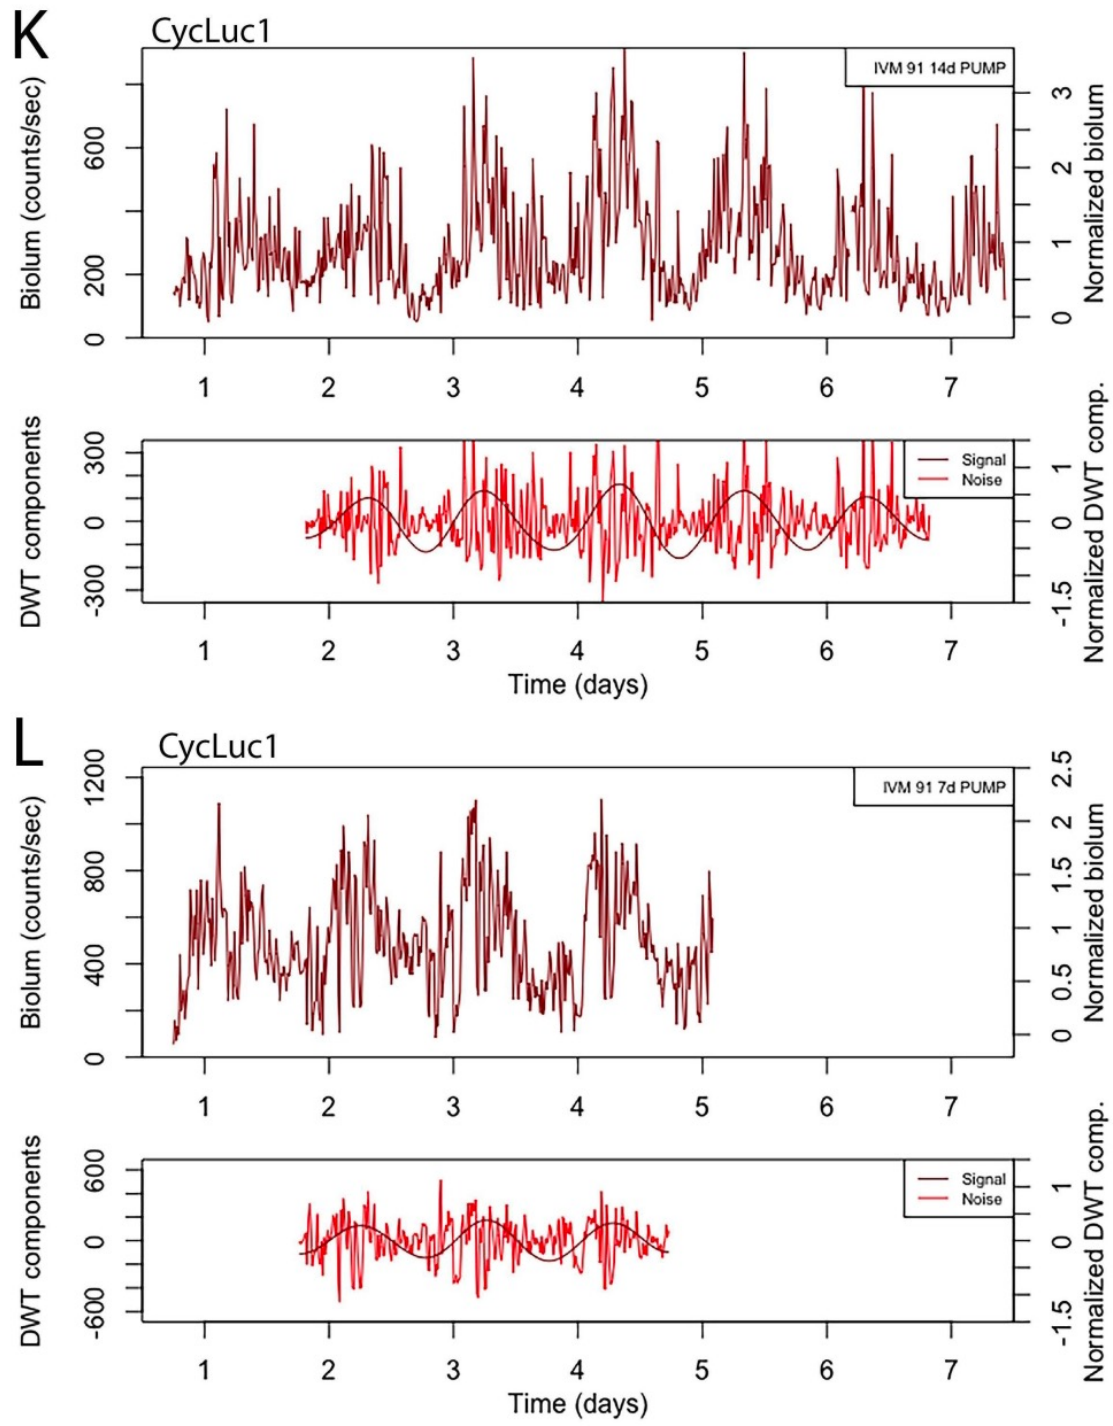 K
CycLuc1
IVM 91 14d PUMP
Biolum (counts/sec)
0 200 600
Normalized biolum
0 1 2 3
1 2 3 4 5 6 7
DWT components
-300 0 300
Signal
Noise
Normalized DWT comp.
-1.5 0 1
1 2 3 4 5 6 7
Time (days)
L
CycLuc1
IVM 91 7d PUMP
Biolum (counts/sec)
0 400 800 1200
Normalized biolum
0 0.5 1 1.5 2 2.5
1 2 3 4 5 6 7
DWT components
-600 0 600
Signal
Noise
Normalized DWT comp.
-1.5 0 1
1 2 3 4 5 6 7
Time (days)